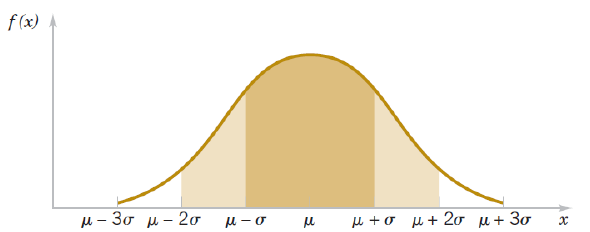 f(x)
μ – 3σ μ – 2σ μ – σ μ μ + σ μ + 2σ μ + 3σ x